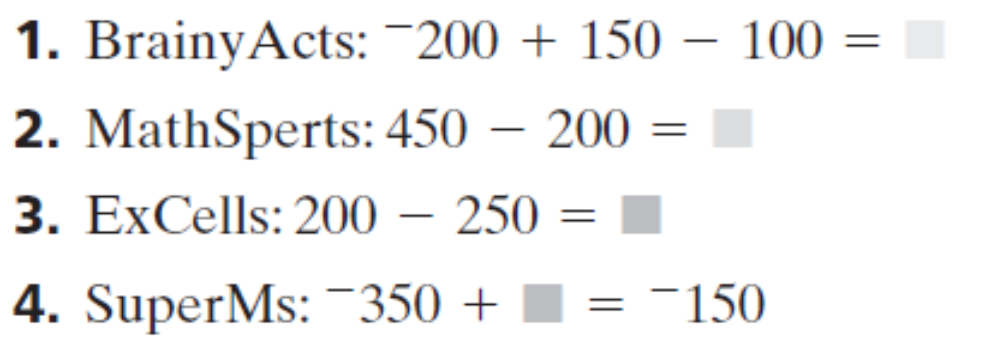 1. BrainyActs: ⁻200 + 150 − 100 = ■
2. MathSperts: 450 − 200 = ■
3. ExCells: 200 − 250 = ■
4. SuperMs: ⁻350 + ■ = ⁻150